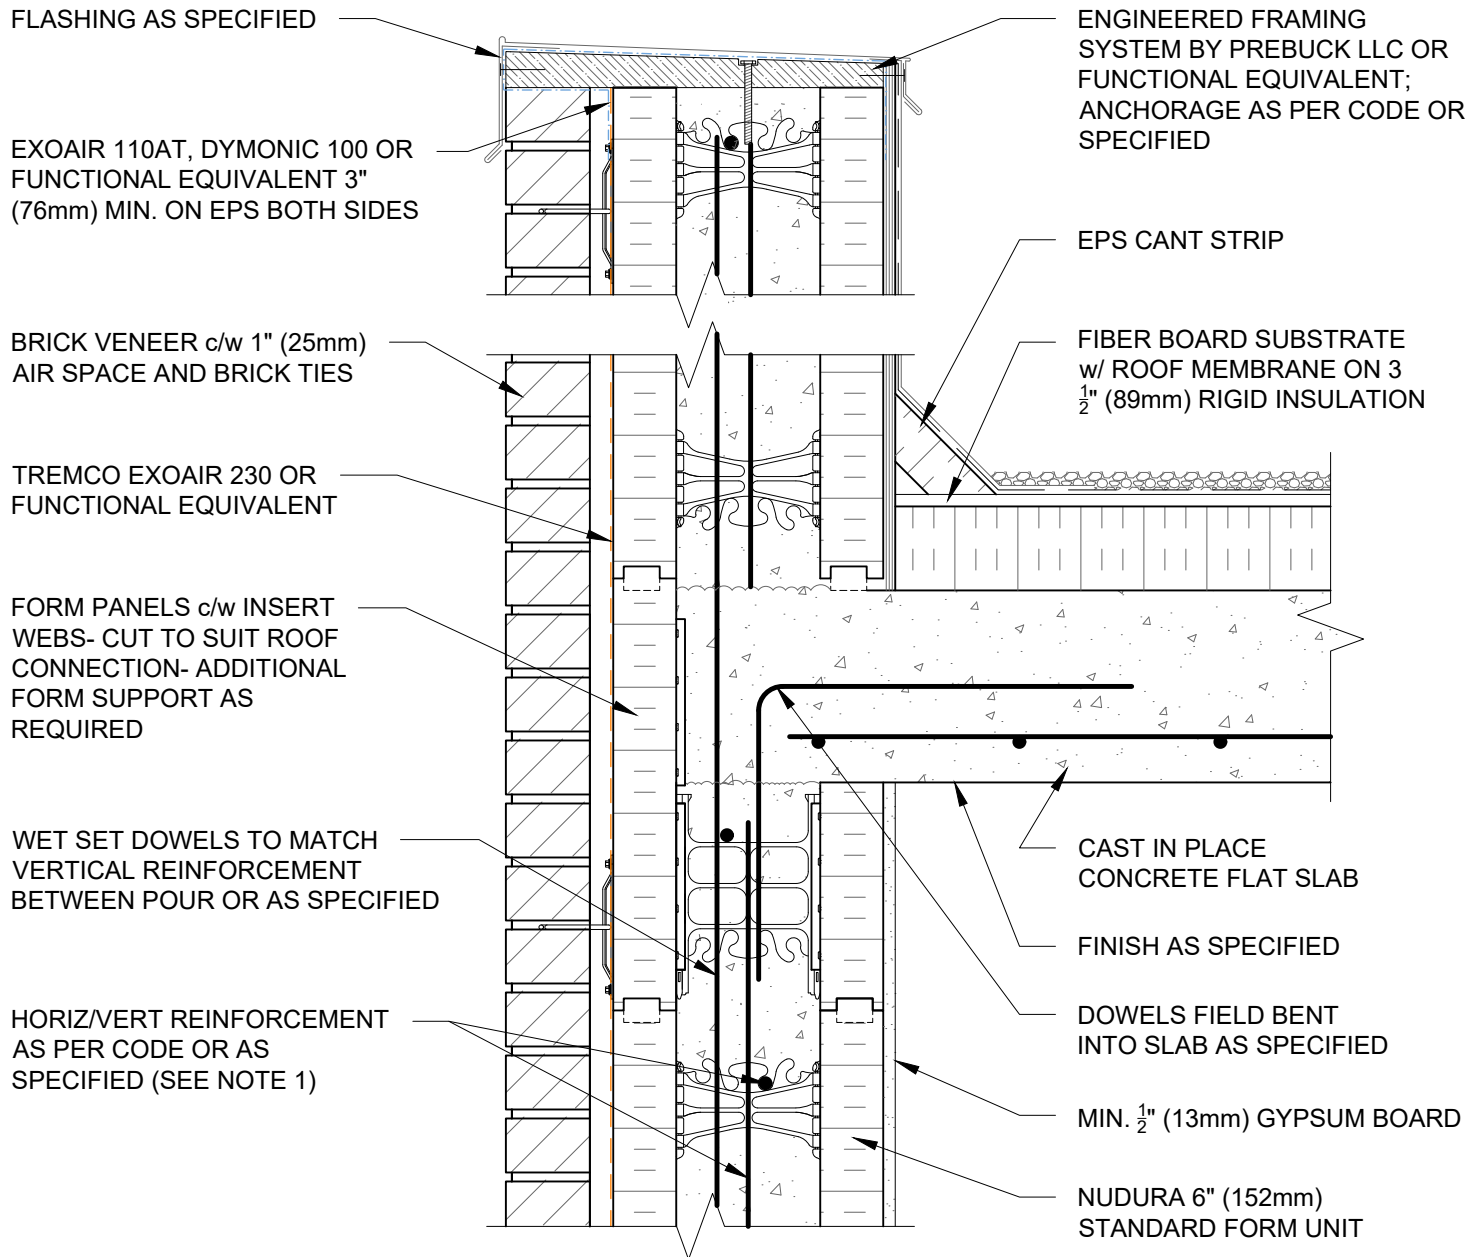 FLASHING AS SPECIFIED
EXOAIR 110AT, DYMONIC 100 OR
FUNCTIONAL EQUIVALENT 3"
(76mm) MIN. ON EPS BOTH SIDES
BRICK VENEER c/w 1" (25mm)
AIR SPACE AND BRICK TIES
TREMCO EXOAIR 230 OR
FUNCTIONAL EQUIVALENT
FORM PANELS c/w INSERT
WEBS- CUT TO SUIT ROOF
CONNECTION- ADDITIONAL
FORM SUPPORT AS
REQUIRED
WET SET DOWELS TO MATCH
VERTICAL REINFORCEMENT
BETWEEN POUR OR AS SPECIFIED
HORIZ/VERT REINFORCEMENT
AS PER CODE OR AS
SPECIFIED (SEE NOTE 1)
ENGINEERED FRAMING
SYSTEM BY PREBUCK LLC OR
FUNCTIONAL EQUIVALENT;
ANCHORAGE AS PER CODE OR
SPECIFIED
EPS CANT STRIP
FIBER BOARD SUBSTRATE
w/ ROOF MEMBRANE ON 3
1/2" (89mm) RIGID INSULATION
CAST IN PLACE
CONCRETE FLAT SLAB
FINISH AS SPECIFIED
DOWELS FIELD BENT
INTO SLAB AS SPECIFIED
MIN. 1/2" (13mm) GYPSUM BOARD
NUDURA 6" (152mm)
STANDARD FORM UNIT